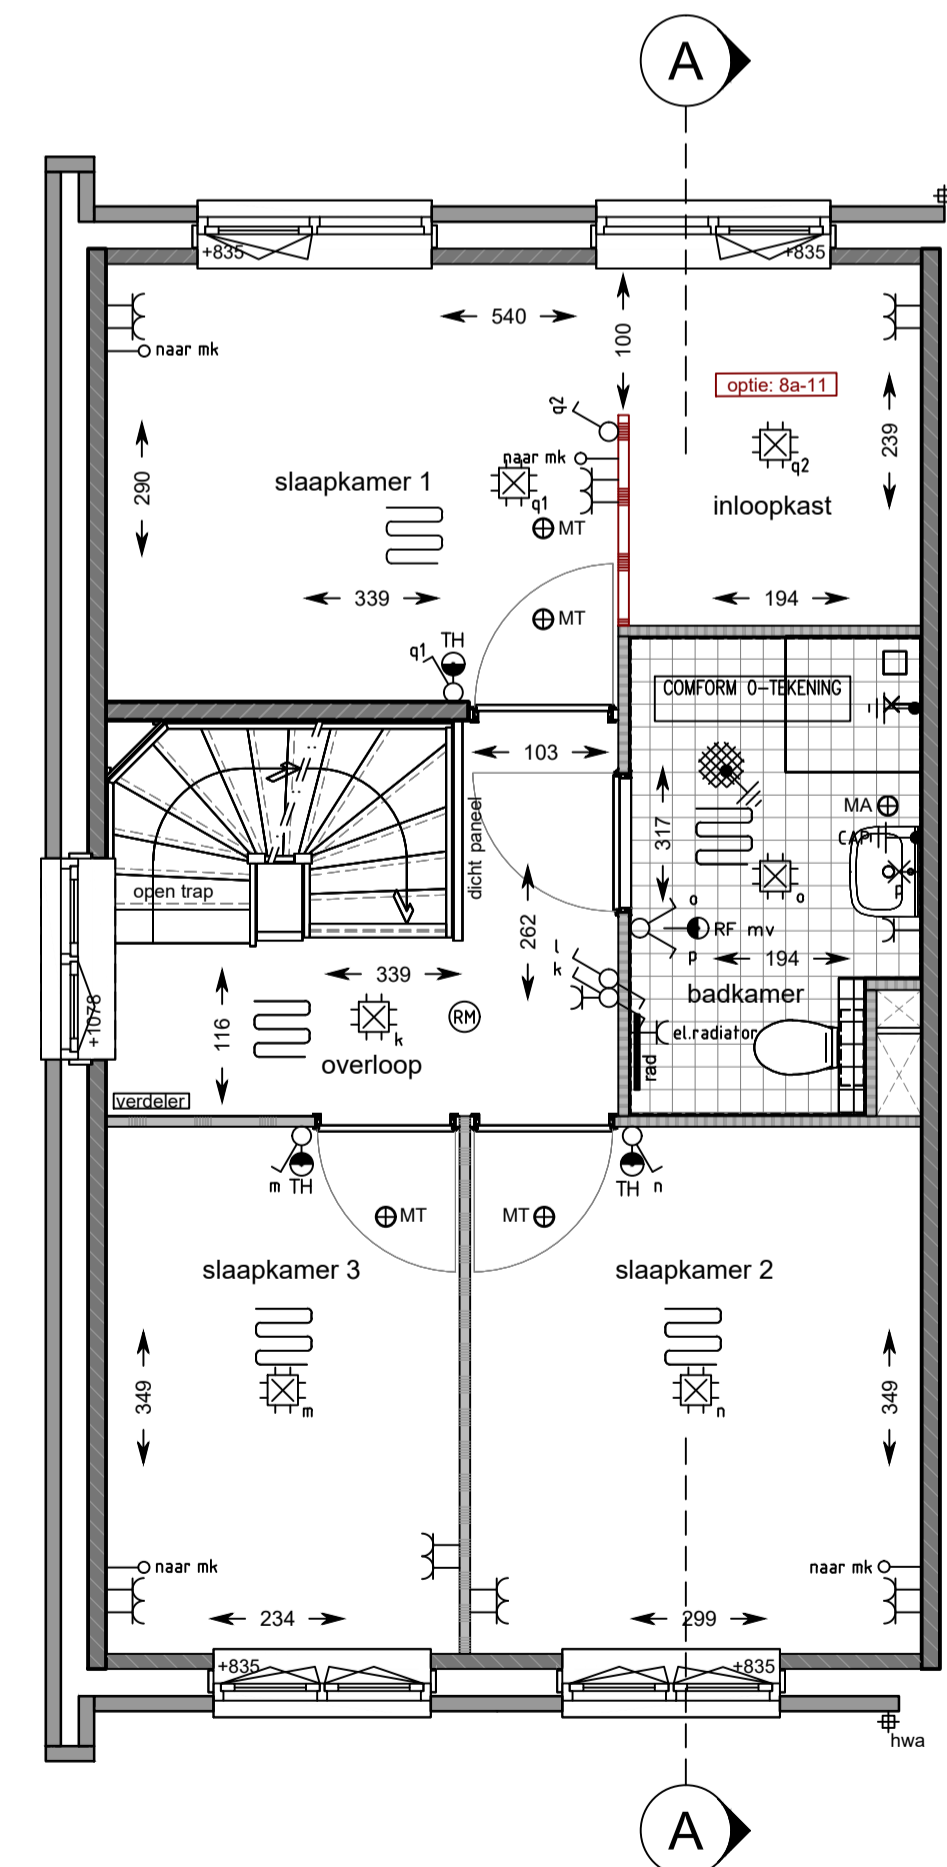 A
+835
+835
540
100
naar mk
optie: 8a-11
q2
290
239
naar mk
slaapkamer 1
q2
q1
inloopkast
MT
339
194
MT
TH
q1
COMFORM 0-TEKENING
103
dicht paneel
317
MA
CAP
open trap
o
o
p
262
RF mv
p
194
339
l
k
badkamer
+1078
116
RM
k
el.radiator
overloop
rad
verdeler
m
TH
TH
n
MT
MT
slaapkamer 3
slaapkamer 2
349
349
m
n
naar mk
naar mk
234
299
+835
+835
hwa
A